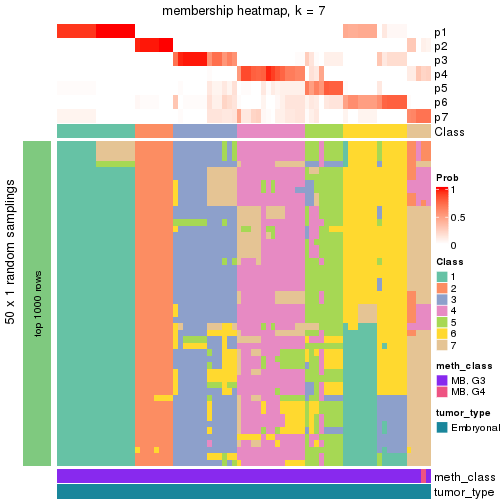 membership heatmap, k = 7
p1
p2
p3
p4
p5
p6
p7
Class
50 x 1 random samplings
top 1000 rows
meth_class
tumor_type
Prob
1
0.5
0
Class
1
2
3
4
5
6
7
meth_class
MB. G3
MB. G4
tumor_type
Embryonal